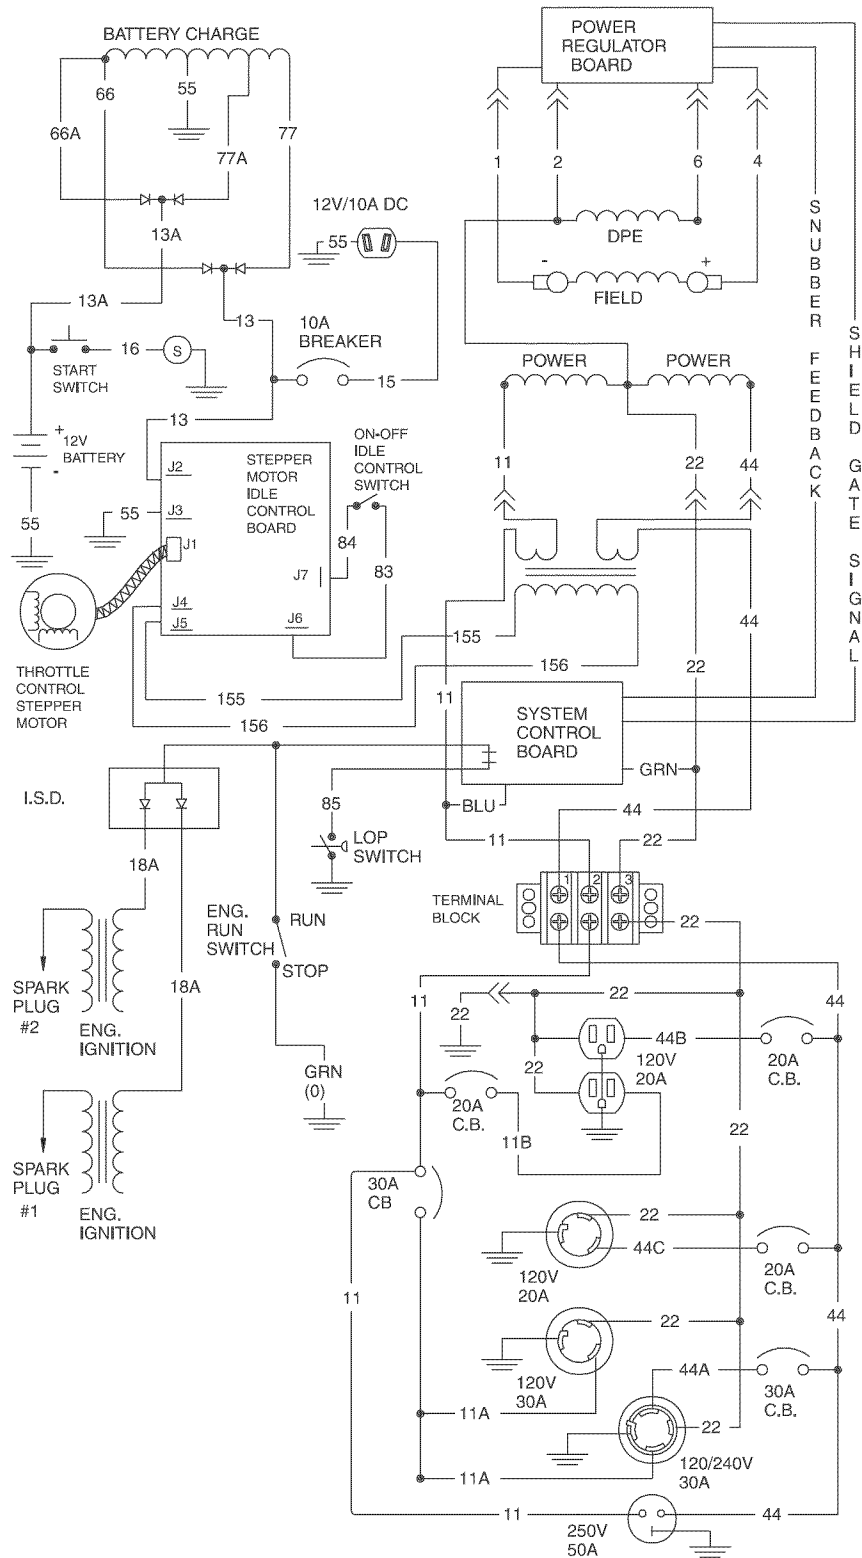 BATTERY CHARGE
POWER
REGULATOR
BOARD
66
55
66A
77
77A
1
2
6
4
12V/10A DC
13A
55
DPE
-
+
FIELD
SNUBBER FEEDBACK
SHIELD GATE SIGNAL
13A
13
10A
BREAKER
16
S
START
SWITCH
15
POWER
POWER
13
+
12V
BATTERY
-
ON-OFF
IDLE
CONTROL
SWITCH
STEPPER
MOTOR
IDLE
CONTROL
BOARD
J2
11
22
44
55
55
J3
J1
84
83
J7
J4
J5
J6
44
155
156
22
THROTTLE
CONTROL
STEPPER
MOTOR
155
11
156
SYSTEM
CONTROL
BOARD
GRN
I.S.D.
85
BLU
44
LOP
SWITCH
11
22
18A
1
2
3
TERMINAL
BLOCK
ENG.
RUN
SWITCH
RUN
STOP
22
SPARK
PLUG
#2
18A
11
22
22
44
ENG.
IGNITION
44B
120V
20A
20A
C.B.
22
GRN
(0)
20A
C.B.
11B
22
SPARK
PLUG
#1
30A
CB
ENG.
IGNITION
22
44C
120V
20A
20A
C.B.
11
44
22
120V
30A
44A
30A
C.B.
11A
22
120/240V
30A
11A
11
44
250V
50A